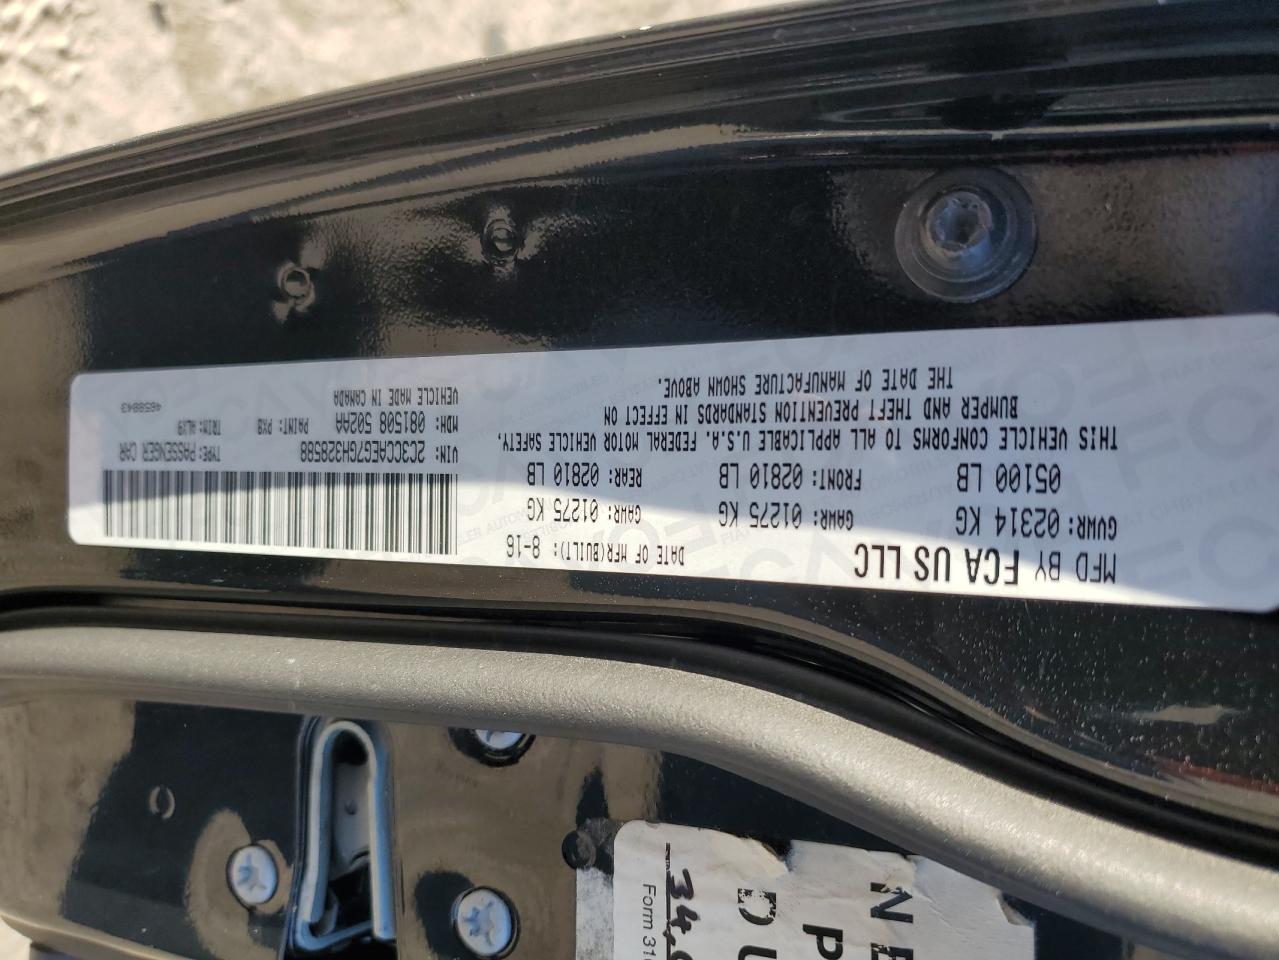 MFD BY FCA US LLC
DATE OF MFR(BUILT): 8-16
GVWR: 02314 KG
05100 LB
GAWR: 01275 KG
FRONT: 02810 LB
GAWR: 01275 KG
REAR: 02810 LB
THIS VEHICLE CONFORMS TO ALL APPLICABLE U.S.A. FEDERAL MOTOR VEHICLE SAFETY,
BUMPER AND THEFT PREVENTION STANDARDS IN EFFECT ON
THE DATE OF MANUFACTURE SHOWN ABOVE.
VIN: 2C3CCAEG7GH328588
TYPE: PASSENGER CAR
MDH: 081508 502AA
PAINT: PXB
TRIM: ALX9
VEHICLE MADE IN CANADA
4658843
NE
P
DU
Form 31